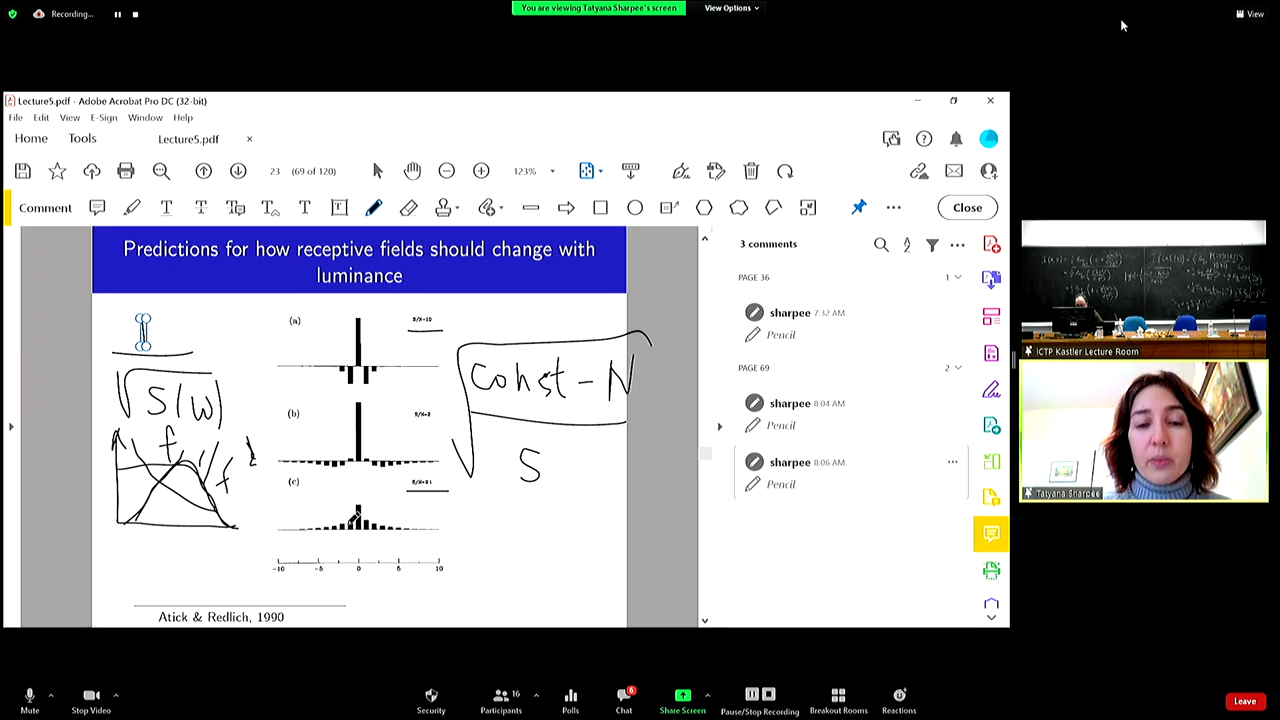 Recording...
You are viewing Tatyana Sharpee's screen
View Options
View
Lecture5.pdf - Adobe Acrobat Pro DC (32-bit)
File Edit View E-Sign Window Help
Home Tools Lecture5.pdf ×
23 (69 of 120) 123%
Comment Close
Predictions for how receptive fields should change with
luminance
(a) S/N=10
(b) S/N=2
(c) S/N=0.1
-10 -5 0 5 10
1
S(w)
f
1/f
const - N
S
Atick & Redlich, 1990
3 comments
PAGE 36 1
sharpee 7:32 AM
Pencil
PAGE 69 2
sharpee 8:04 AM
Pencil
sharpee 8:06 AM
Pencil
ICTP Kastler Lecture Room
Tatyana Sharpee
Mute
Stop Video
Security
Participants 16
Polls
Chat 6
Share Screen
Pause/Stop Recording
Breakout Rooms
Reactions
Leave